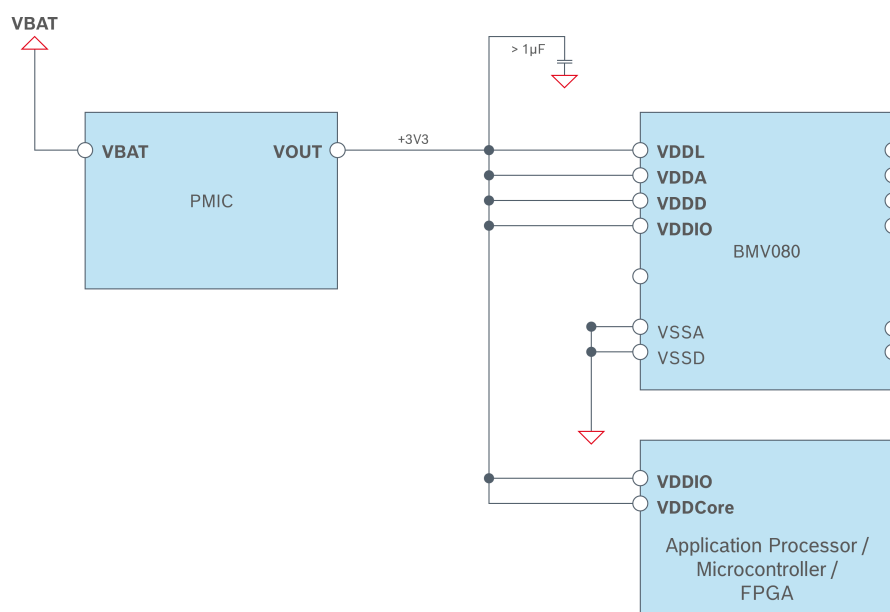 VBAT
> 1µF
+3V3
VBAT
VOUT
PMIC
VDDL
VDDA
VDDD
VDDIO
BMV080
VSSA
VSSD
VDDIO
VDDCore
Application Processor /
Microcontroller /
FPGA